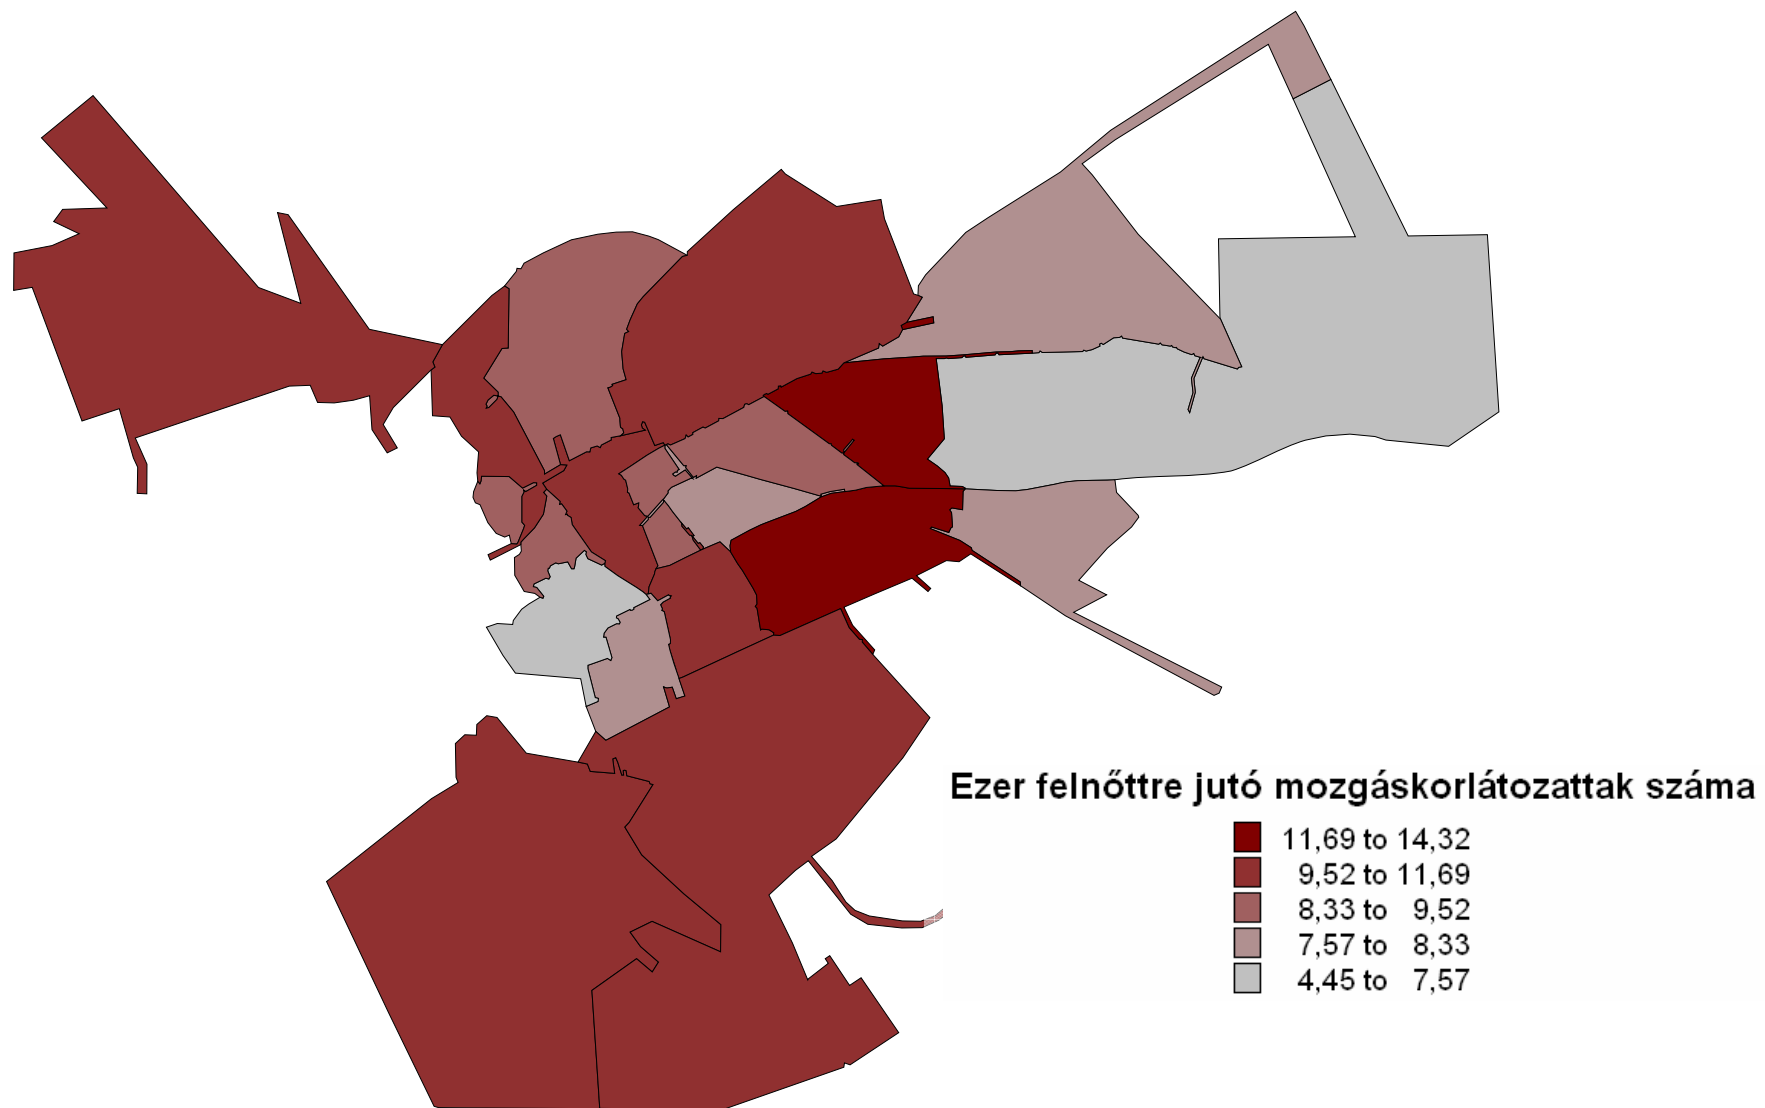 Ezer felnőttre jutó mozgáskorlátozattak száma
11,69 to 14,32
9,52 to 11,69
8,33 to 9,52
7,57 to 8,33
4,45 to 7,57